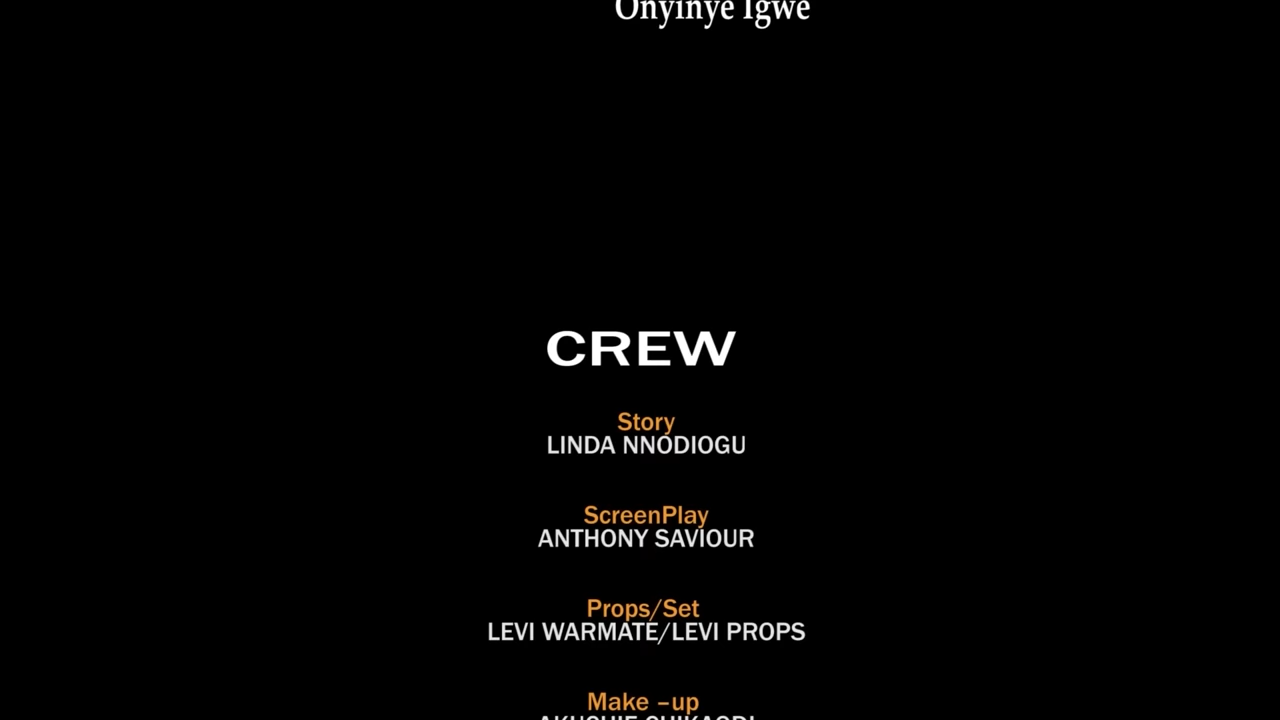 Onyinye Igwe
CREW
Story
LINDA NNODIOGU
ScreenPlay
ANTHONY SAVIOUR
Props/Set
LEVI WARMATE/LEVI PROPS
Make –up